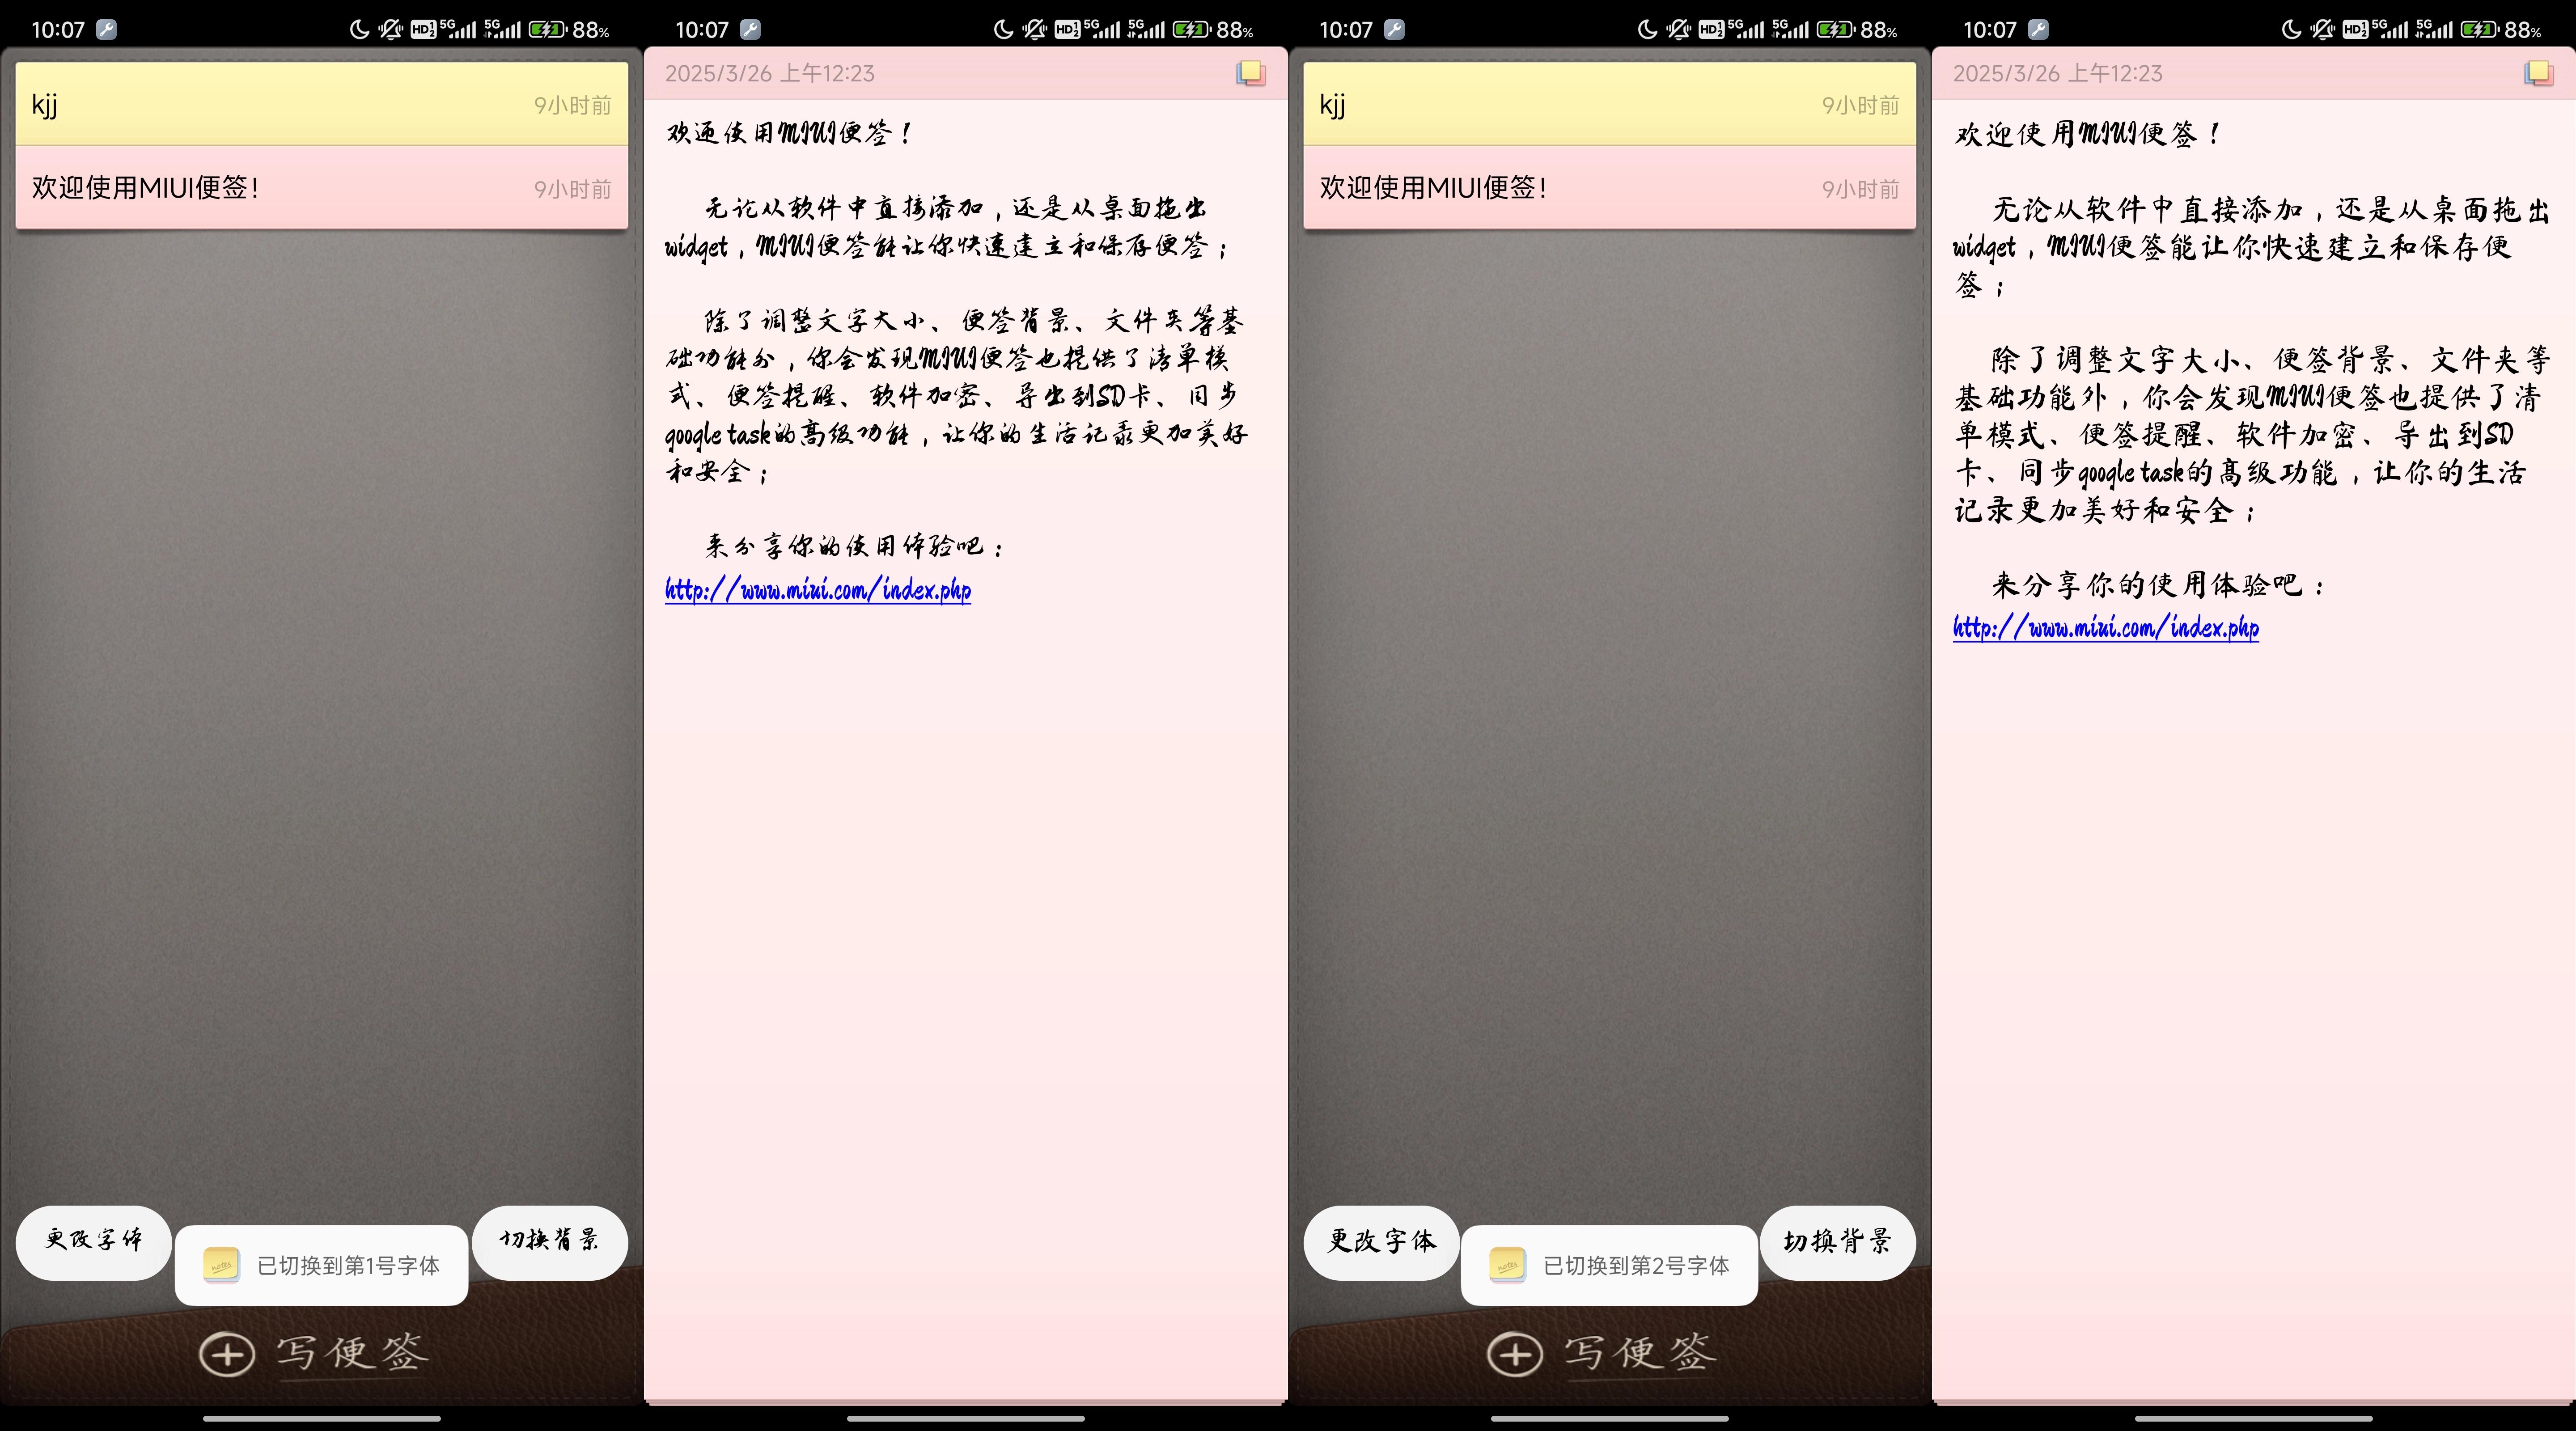 10:07
HD 1 2 5G 5G 88%
kjj
9小时前
欢迎使用MIUI便签!
9小时前
更改字体
notes
已切换到第1号字体
切换背景
写便签
10:07
HD 1 2 5G 5G 88%
2025/3/26 上午12:23
欢迎使用MIUI便签！
无论从软件中直接添加，还是从桌面拖出
widget，MIUI便签能让你快速建立和保存便签；
除了调整文字大小、便签背景、文件夹等基
础功能外，你会发现MIUI便签也提供了清单模
式、便签提醒、软件加密、导出到SD卡、同步
google task的高级功能，让你的生活记录更加美好
和安全；
来分享你的使用体验吧：
http://www.miui.com/index.php
10:07
HD 1 2 5G 5G 88%
kjj
9小时前
欢迎使用MIUI便签!
9小时前
更改字体
notes
已切换到第2号字体
切换背景
写便签
10:07
HD 1 2 5G 5G 88%
2025/3/26 上午12:23
欢迎使用MIUI便签！
无论从软件中直接添加，还是从桌面拖出
widget，MIUI便签能让你快速建立和保存便
签；
除了调整文字大小、便签背景、文件夹等
基础功能外，你会发现MIUI便签也提供了清
单模式、便签提醒、软件加密、导出到SD
卡、同步google task的高级功能，让你的生活
记录更加美好和安全；
来分享你的使用体验吧：
http://www.miui.com/index.php